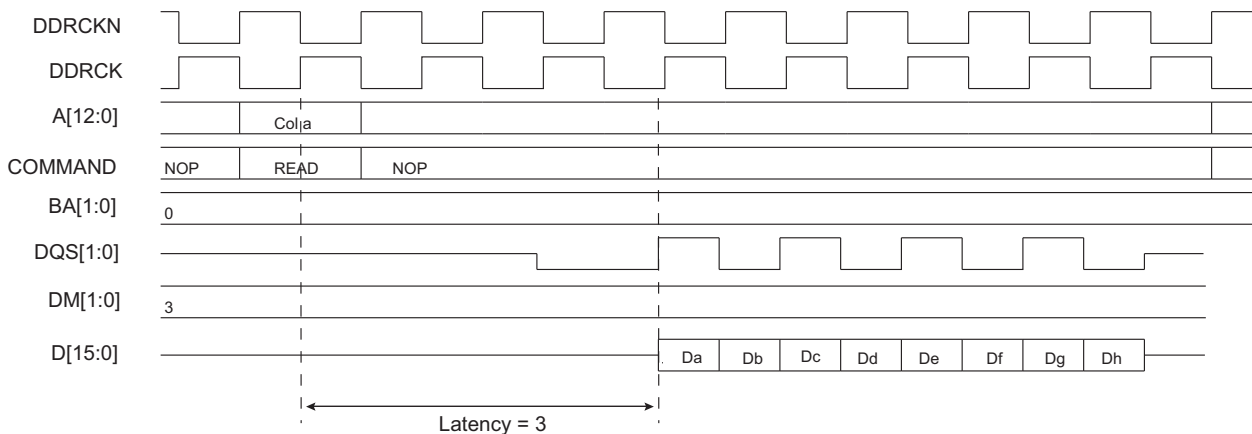 DDRCKN
DDRCK
A[12:0] Col a
COMMAND NOP READ NOP
BA[1:0] 0
DQS[1:0]
DM[1:0] 3
D[15:0] Da Db Dc Dd De Df Dg Dh
Latency = 3